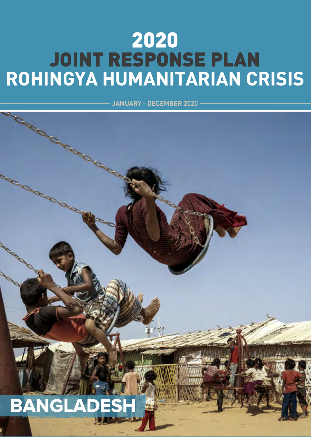 2020
JOINT RESPONSE PLAN
ROHINGYA HUMANITARIAN CRISIS
JANUARY - DECEMBER 2020
BANGLADESH